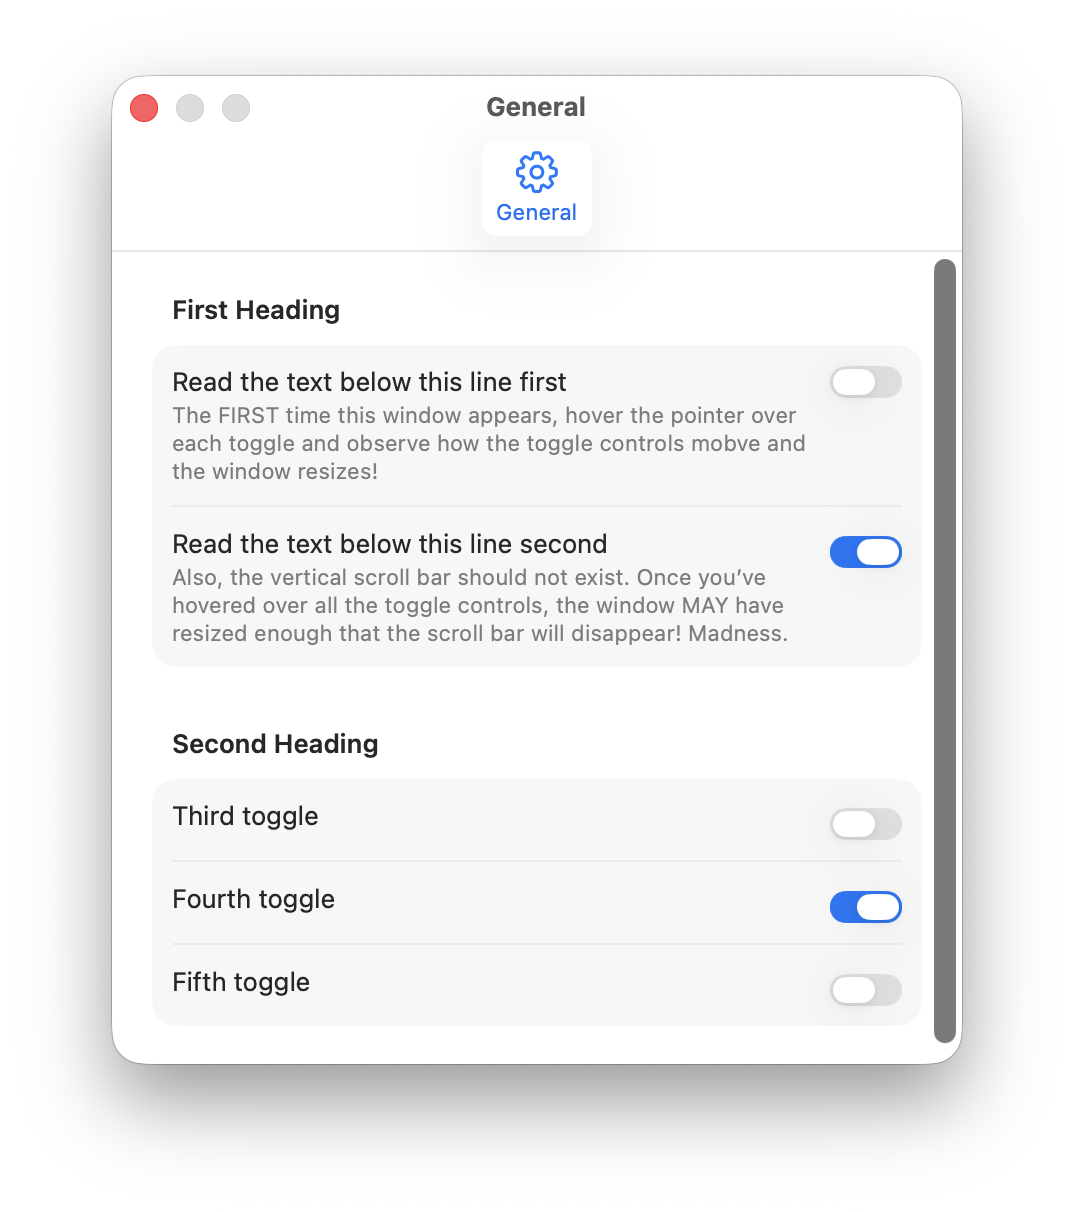 General
General
First Heading
Read the text below this line first
The FIRST time this window appears, hover the pointer over
each toggle and observe how the toggle controls mobve and
the window resizes!
Read the text below this line second
Also, the vertical scroll bar should not exist. Once you’ve
hovered over all the toggle controls, the window MAY have
resized enough that the scroll bar will disappear! Madness.
Second Heading
Third toggle
Fourth toggle
Fifth toggle